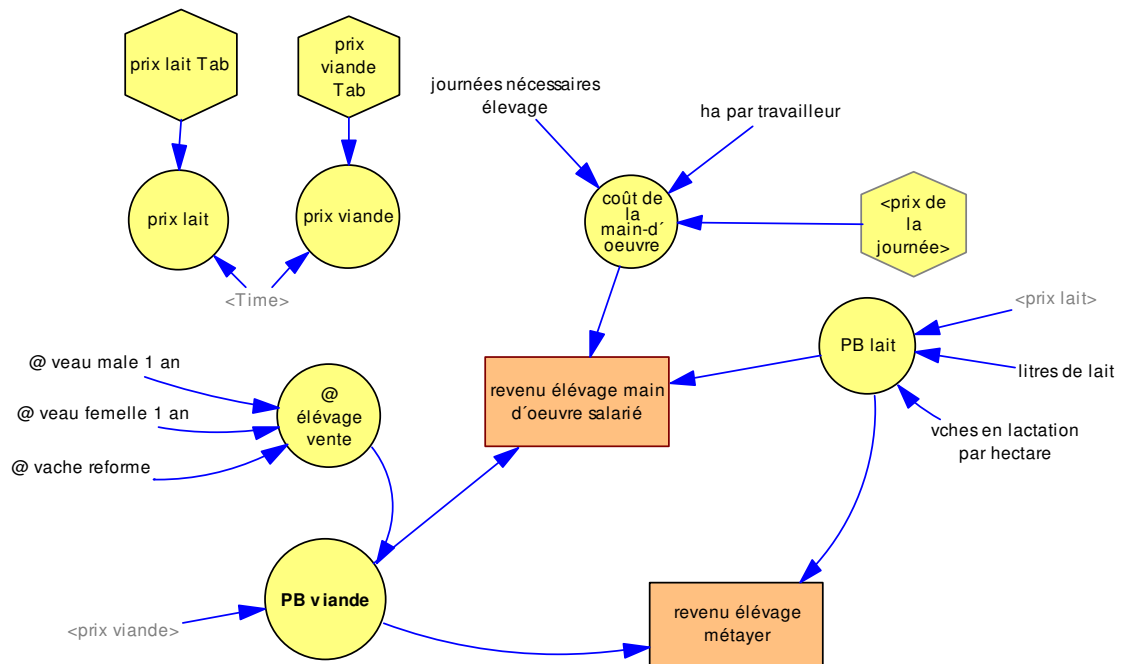 prix lait Tab
prix
viande
Tab
journées nécessaires
élevage
ha par travailleur
prix lait
prix viande
coût de
la
main-d´
oeuvre
<prix de
la
journée>
<Time>
<prix lait>
PB lait
litres de lait
vches en lactation
par hectare
@ veau male 1 an
@ veau femelle 1 an
@ vache reforme
@
élévage
vente
revenu élévage main
d´oeuvre salarié
PB viande
<prix viande>
revenu élévage
métayer